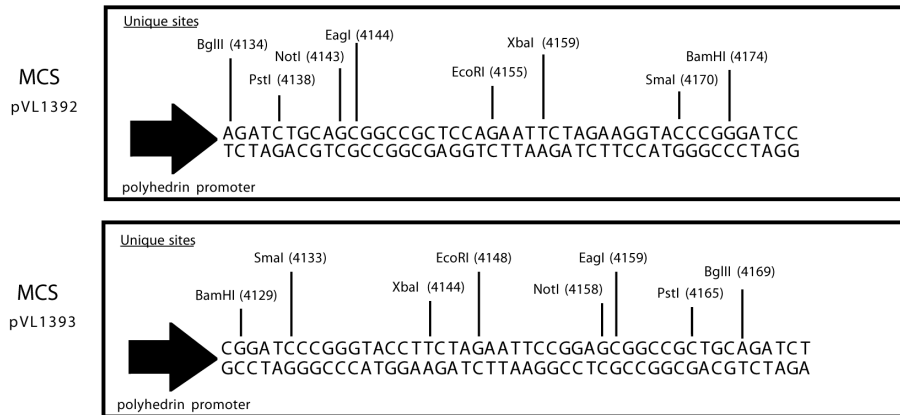 Unique sites
EagI (4144)
BglII (4134)
XbaI (4159)
NotI (4143)
BamHI (4174)
PstI (4138)
EcoRI (4155)
SmaI (4170)
MCS
pVL1392
AGATCTGCAGCGGCCGCTCCAGAATTCTAGAAGGTACCCGGGATCC
TCTAGACGTCGCCGGCGAGGTCTTAAGATCTTCCATGGGCCCTAGG
polyhedrin promoter
Unique sites
SmaI (4133)
EcoRI (4148)
EagI (4159)
BglII (4169)
XbaI (4144)
NotI (4158)
BamHI (4129)
PstI (4165)
MCS
pVL1393
CGGATCCCGGGTACCTTCTAGAATTCCGGAGCGGCCGCTGCAGATCT
GCCTAGGGCCCATGGAAGATCTTAAGGCCTCGCCGGCGACGTCTAGA
polyhedrin promoter